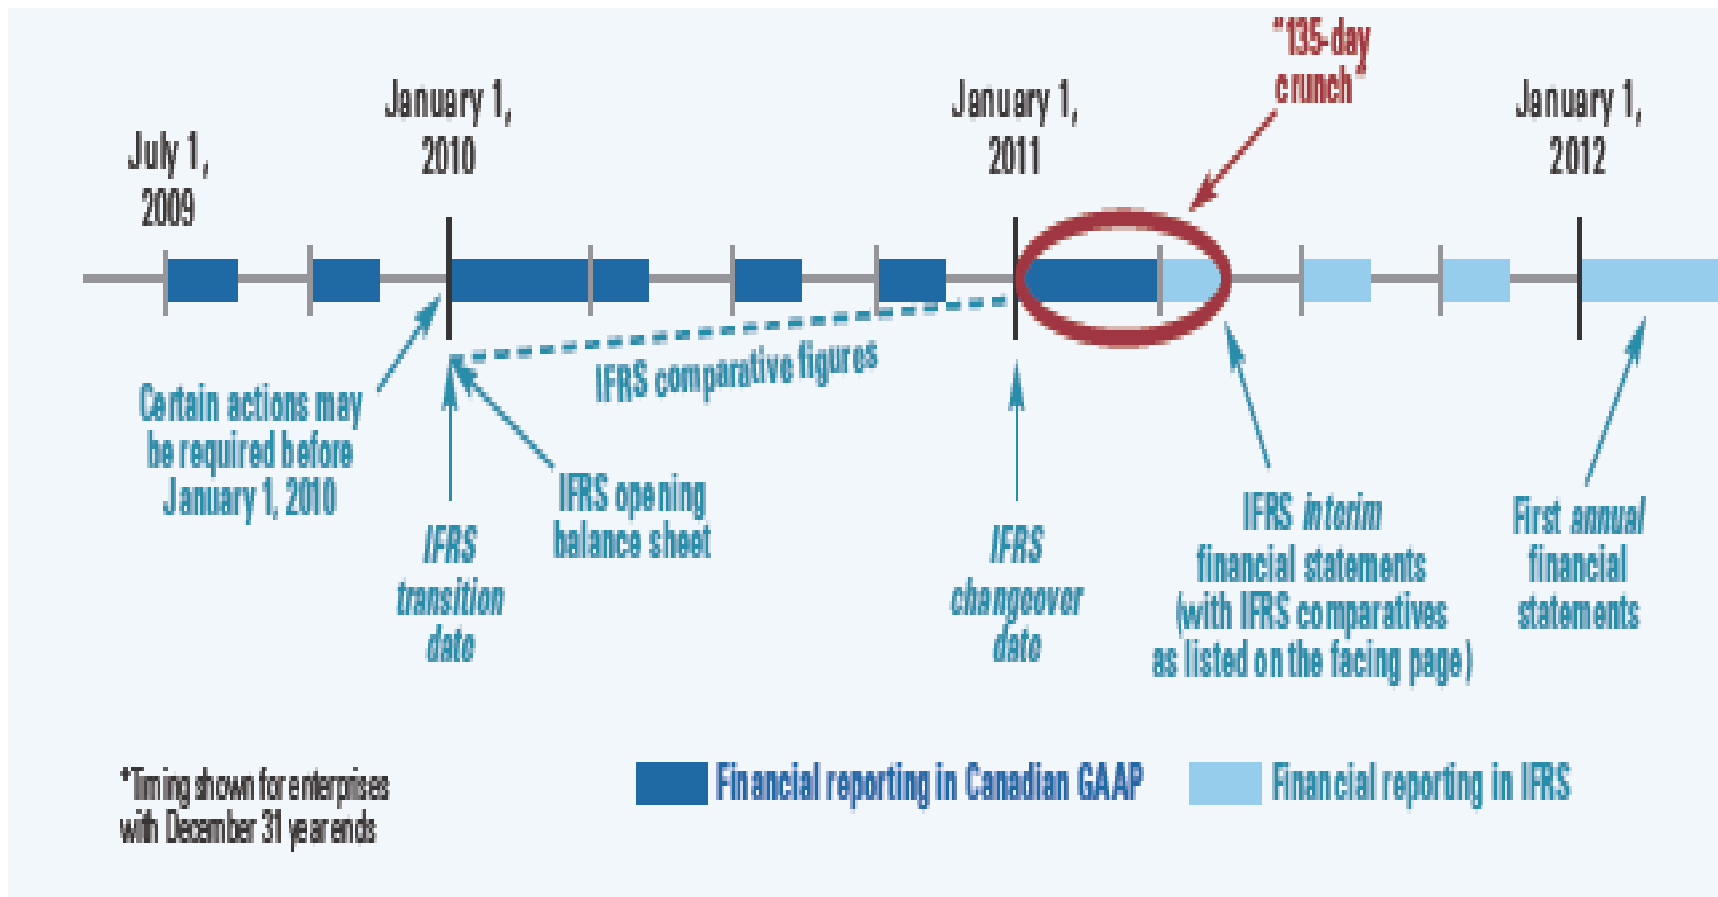 "135-day
crunch"
January 1,
2010
January 1,
2011
January 1,
2012
July 1,
2009
IFRS comparative figures
Certain actions may
be required before
January 1, 2010
IFRS opening
balance sheet
IFRS
transition
date
IFRS
changeover
date
IFRS interim
financial statements
(with IFRS comparatives
as listed on the facing page)
First annual
financial
statements
*Timing shown for enterprises
with December 31 year ends
Financial reporting in Canadian GAAP
Financial reporting in IFRS